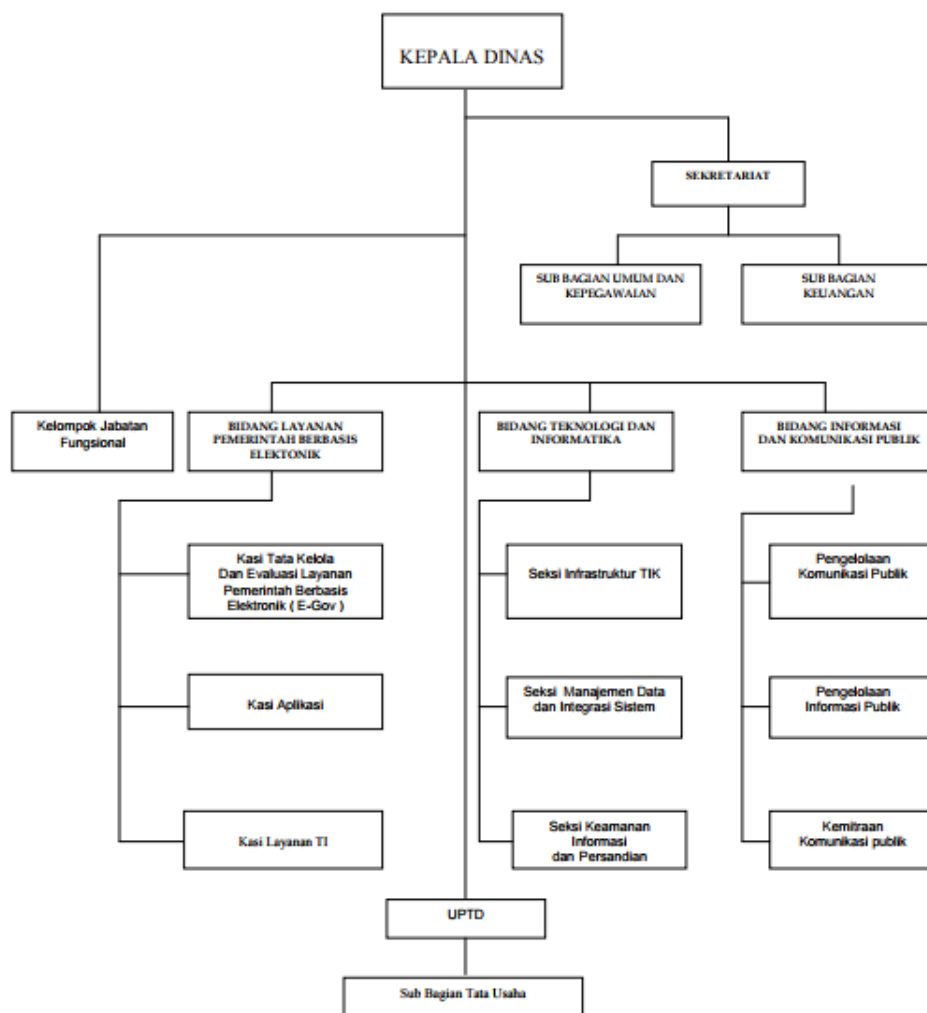 KEPALA DINAS
SEKRETARIAT
SUB BAGIAN UMUM DAN
KEPEGAWAIAN
SUB BAGIAN
KEUANGAN
Kelompok Jabatan
Fungsional
BIDANG LAYANAN
PEMERINTAH BERBASIS
ELEKTONIK
BIDANG TEKNOLOGI DAN
INFORMATIKA
BIDANG INFORMASI
DAN KOMUNIKASI PUBLIK
Kasi Tata Kelola
Dan Evaluasi Layanan
Pemerintah Berbasis
Elektronik ( E-Gov )
Seksi Infrastruktur TIK
Pengelolaan
Komunikasi Publik
Kasi Aplikasi
Seksi Manajemen Data
dan Integrasi Sistem
Pengelolaan
Informasi Publik
Kasi Layanan TI
Seksi Keamanan
Informasi
dan Persandian
Kemitraan
Komunikasi publik
UPTD
Sub Bagian Tata Usaha